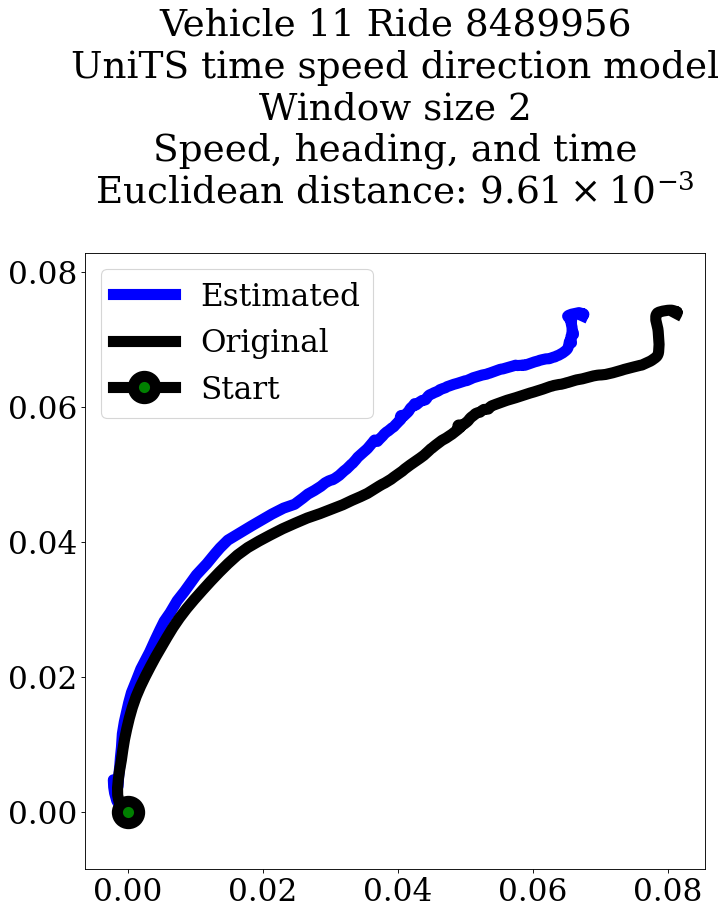 Vehicle 11 Ride 8489956
UniTS time speed direction model
Window size 2
Speed, heading, and time
Euclidean distance: 9.61 × 10⁻³
Estimated
Original
Start
0.08
0.06
0.04
0.02
0.00
0.00 0.02 0.04 0.06 0.08